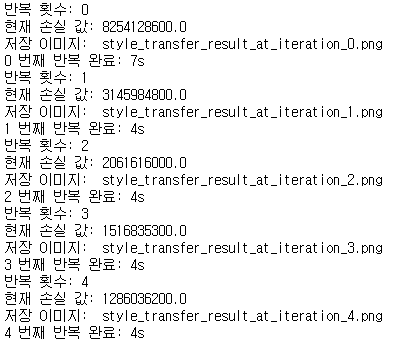 반복 횟수: 0
현재 손실 값: 8254128600.0
저장 이미지:  style_transfer_result_at_iteration_0.png
0 번째 반복 완료: 7s
반복 횟수: 1
현재 손실 값: 3145984800.0
저장 이미지:  style_transfer_result_at_iteration_1.png
1 번째 반복 완료: 4s
반복 횟수: 2
현재 손실 값: 2061616000.0
저장 이미지:  style_transfer_result_at_iteration_2.png
2 번째 반복 완료: 4s
반복 횟수: 3
현재 손실 값: 1516835300.0
저장 이미지:  style_transfer_result_at_iteration_3.png
3 번째 반복 완료: 4s
반복 횟수: 4
현재 손실 값: 1286036200.0
저장 이미지:  style_transfer_result_at_iteration_4.png
4 번째 반복 완료: 4s